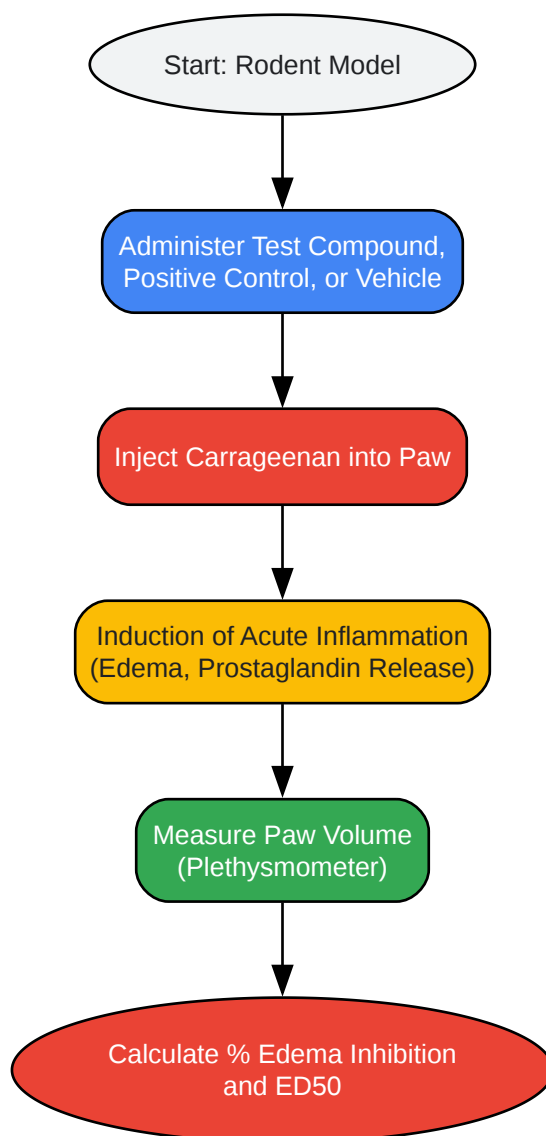 Start: Rodent Model
Administer Test Compound,
Positive Control, or Vehicle
Inject Carrageenan into Paw
Induction of Acute Inflammation
(Edema, Prostaglandin Release)
Measure Paw Volume
(Plethysmometer)
Calculate % Edema Inhibition
and ED50